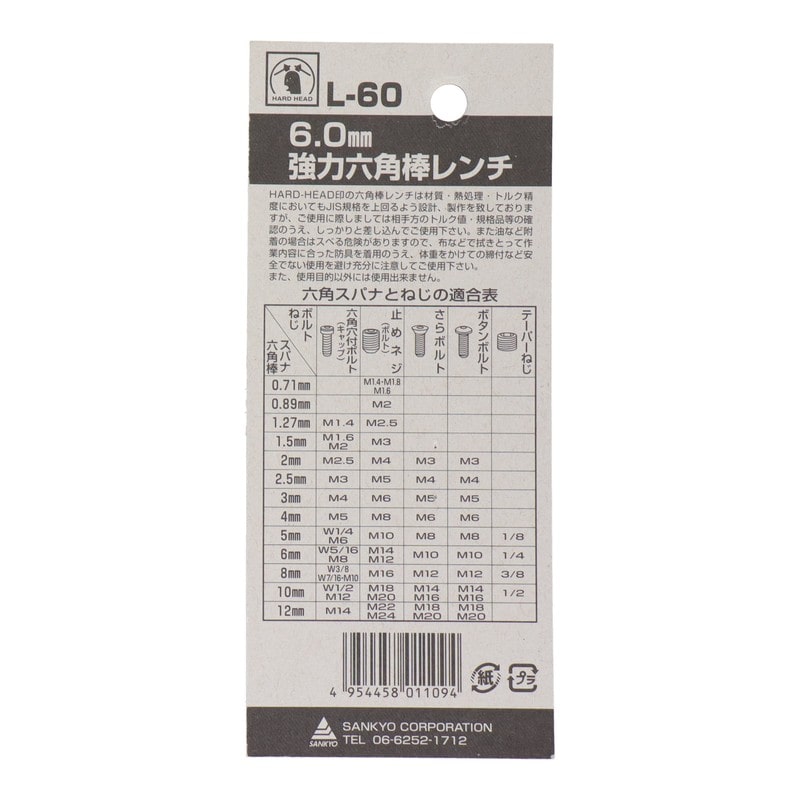 HARD HEAD
L-60
6.0mm
強力六角棒レンチ
HARD-HEAD印の六角棒レンチは材質・熱処理・トルク精
度においてもJIS規格を上回るよう設計、製作を致しておりま
すが、ご使用に際しましては相手方のトルク値・規格品等の確
認のうえ、しっかりと差し込んでご使用下さい。また油など附
着の場合はスベる危険がありますので、布などで拭きとって作
業内容に合った防具を着用のうえ、体重をかけての締付など安
全でない使用を避け充分に注意してご使用下さい。
また、使用目的以外には使用出来ません。
六角スパナとねじの適合表
ボルト
ねじ
スパナ
六角棒
六角穴付ボルト
(キャップ)
止めネジ
(ボルト)
さらボルト
ボタンボルト
テーパーねじ
0.71mm M1.4・M1.8
M1.6
0.89mm M2
1.27mm M1.4 M2.5
1.5mm M1.6 M2 M3
2mm M2.5 M4 M3 M3
2.5mm M3 M5 M4 M4
3mm M4 M6 M5 M5
4mm M5 M8 M6 M6
5mm W1/4 M6 M10 M8 M8 1/8
6mm W5/16 M8 M14 M12 M10 M10 1/4
8mm W3/8 W7/16・M10 M16 M12 M12 3/8
10mm W1/2 M12 M18 M20 M14 M16 M14 M16 1/2
12mm M14 M22 M24 M18 M20 M18 M20
4 954458 011094
紙
プラ
SANKYO
SANKYO CORPORATION
TEL 06-6252-1712